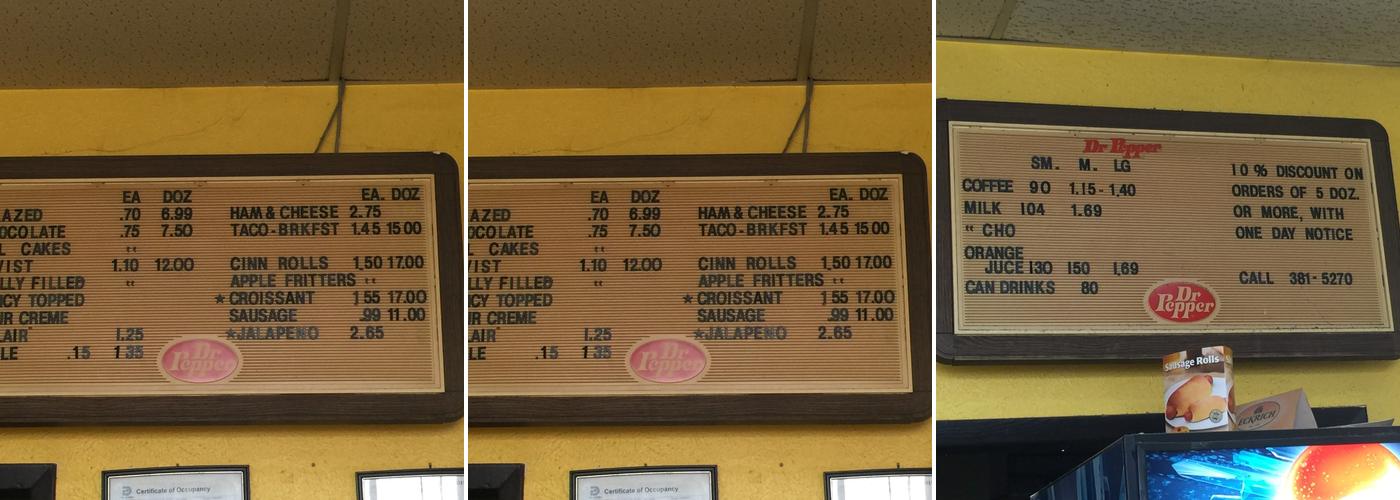 EA DOZ
AZED .70 6.99
OCOLATE .75 7.50
CAKES "
IST 1.10 12.00
LLY FILLED "
CY TOPPED
R CREME
AIR 1.25
LE .15 1 35
EA. DOZ
HAM & CHEESE 2.75
TACO-BRKFST 1.45 15 00
CINN ROLLS 1,50 17.00
APPLE FRITTERS "
★ CROISSANT 1 55 17.00
SAUSAGE .99 11.00
★JALAPENO 2.65
Dr Pepper
Certificate of Occupancy
EA DOZ
AZED .70 6.99
OCOLATE .75 7.50
L CAKES "
IST 1.10 12.00
LLY FILLED "
CY TOPPED
R CREME
AIR 1.25
LE .15 1 35
EA. DOZ
HAM & CHEESE 2.75
TACO-BRKFST 1.45 15 00
CINN ROLLS 1,50 17.00
APPLE FRITTERS "
★ CROISSANT 1 55 17.00
SAUSAGE .99 11.00
★JALAPENO 2.65
Dr Pepper
Certificate of Occupancy
Dr Pepper
SM. M. LG
COFFEE 90 1.15- 1.40
MILK 104 1.69
" CHO
ORANGE
JUCE 130 150 1,69
CAN DRINKS 80
10 % DISCOUNT ON
ORDERS OF 5 DOZ.
OR MORE, WITH
ONE DAY NOTICE
CALL 381-5270
Dr Pepper
Sausage Rolls
ECKRICH